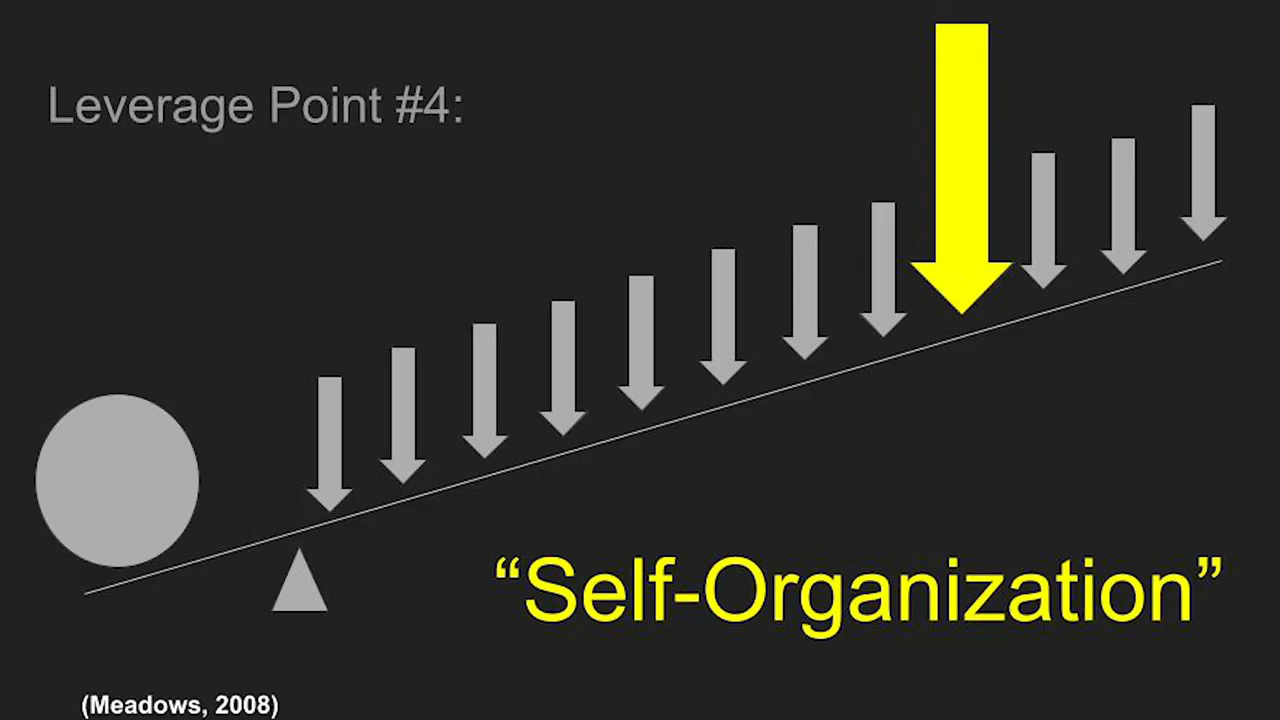 Leverage Point #4:
“Self-Organization”
(Meadows, 2008)